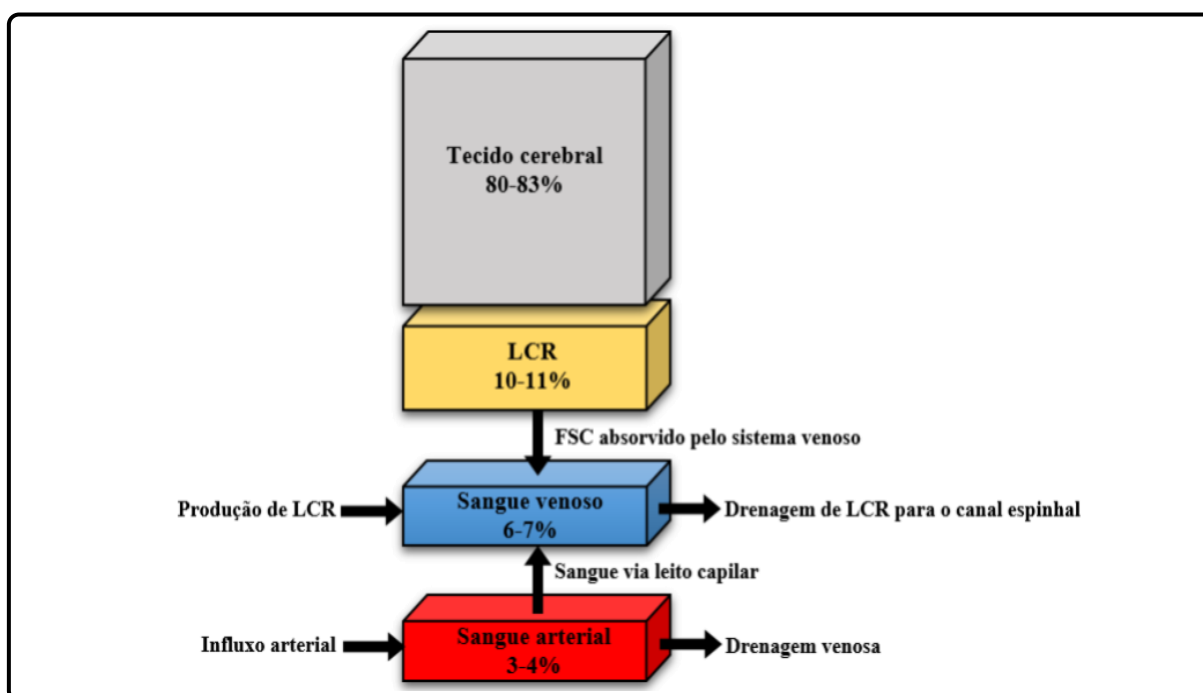 Tecido cerebral
80-83%
LCR
10-11%
FSC absorvido pelo sistema venoso
Produção de LCR
Sangue venoso
6-7%
Drenagem de LCR para o canal espinhal
Sangue via leito capilar
Influxo arterial
Sangue arterial
3-4%
Drenagem venosa